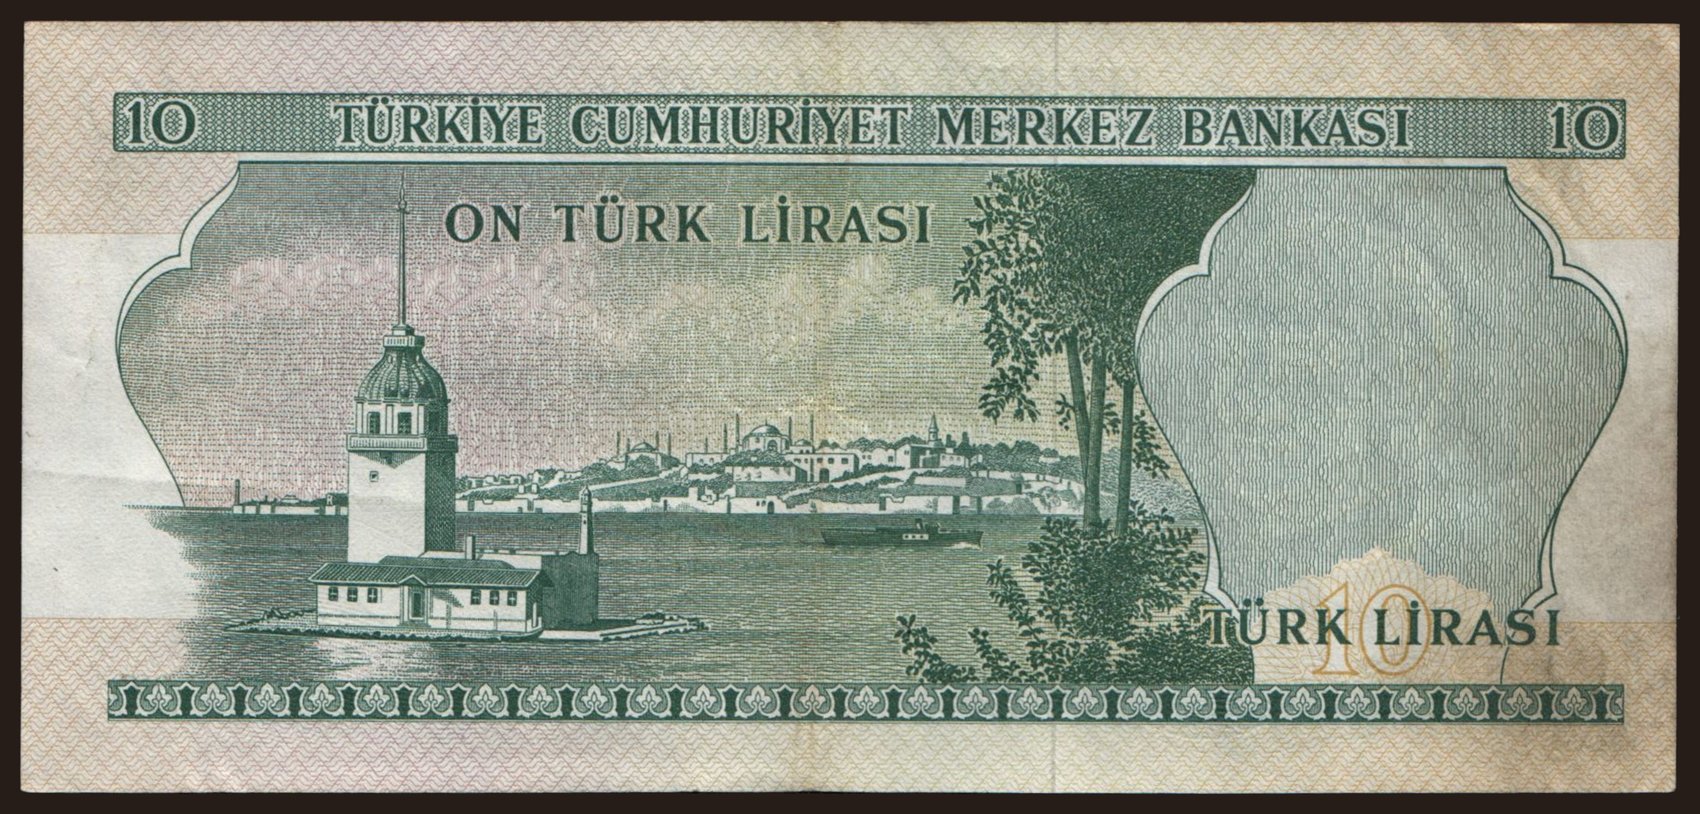 10 TÜRKİYE CUMHURİYET MERKEZ BANKASI 10
ON TÜRK LİRASI
TÜRK LİRASI
10